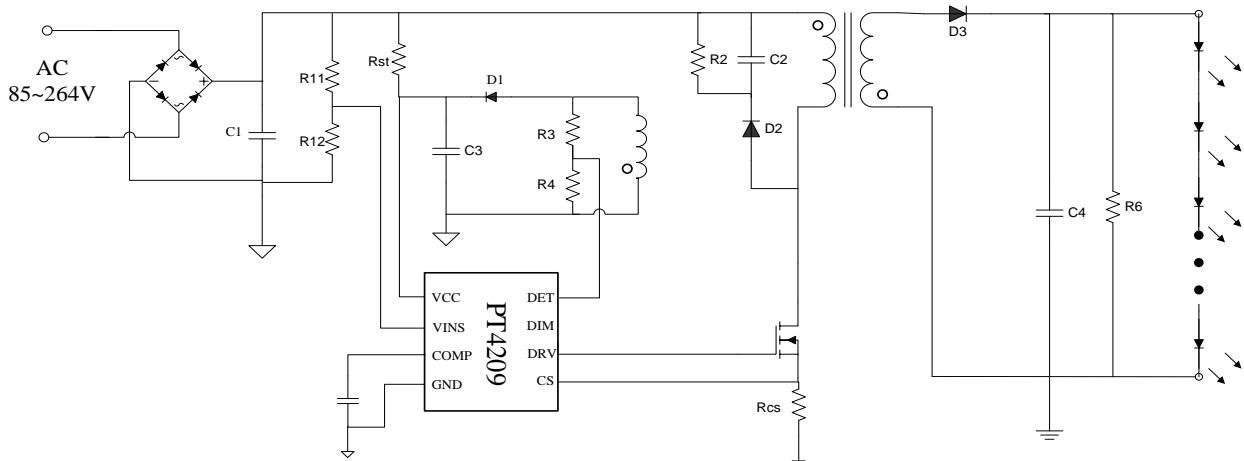 AC
85~264V
C1
R11
R12
Rst
D1
C3
R3
R4
R2
C2
D2
D3
C4
R6
VCC
VINS
COMP
GND
PT4209
DET
DIM
DRV
CS
Rcs